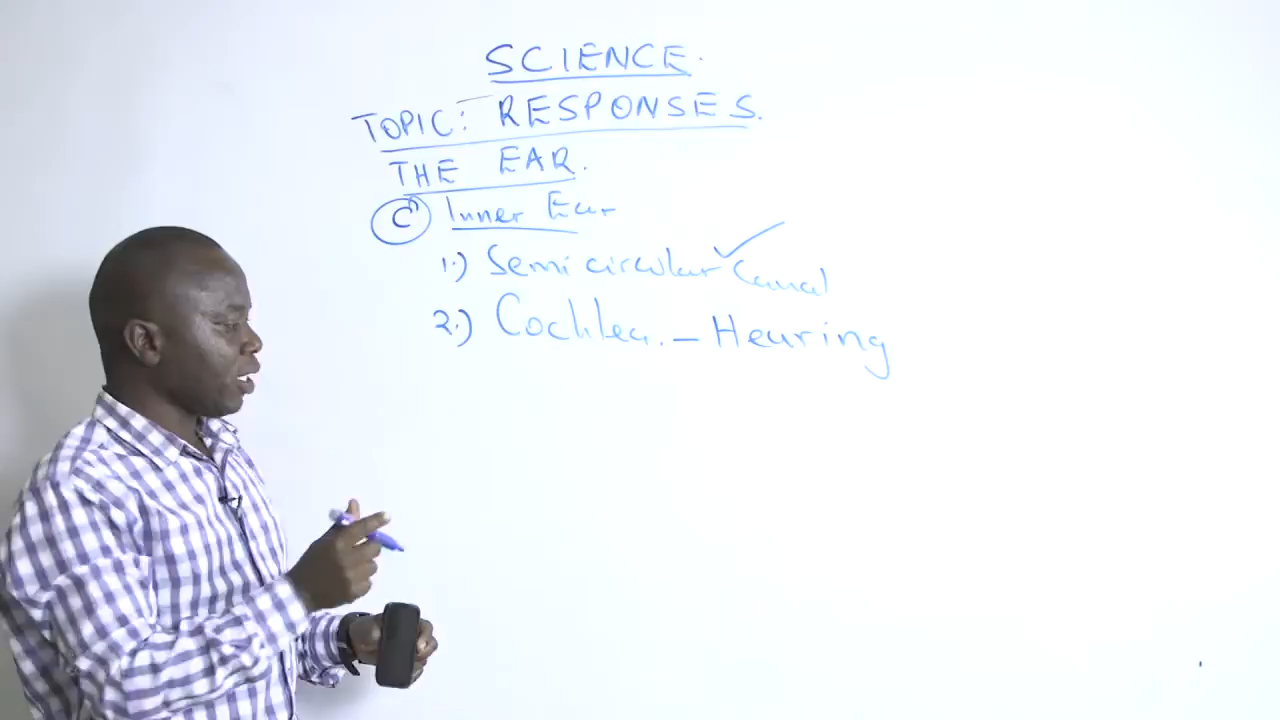 SCIENCE.
TOPIC: RESPONSES.
THE EAR.
C Inner Ear
1.) Semi circular Canal
2.) Cochlea. - Hearing